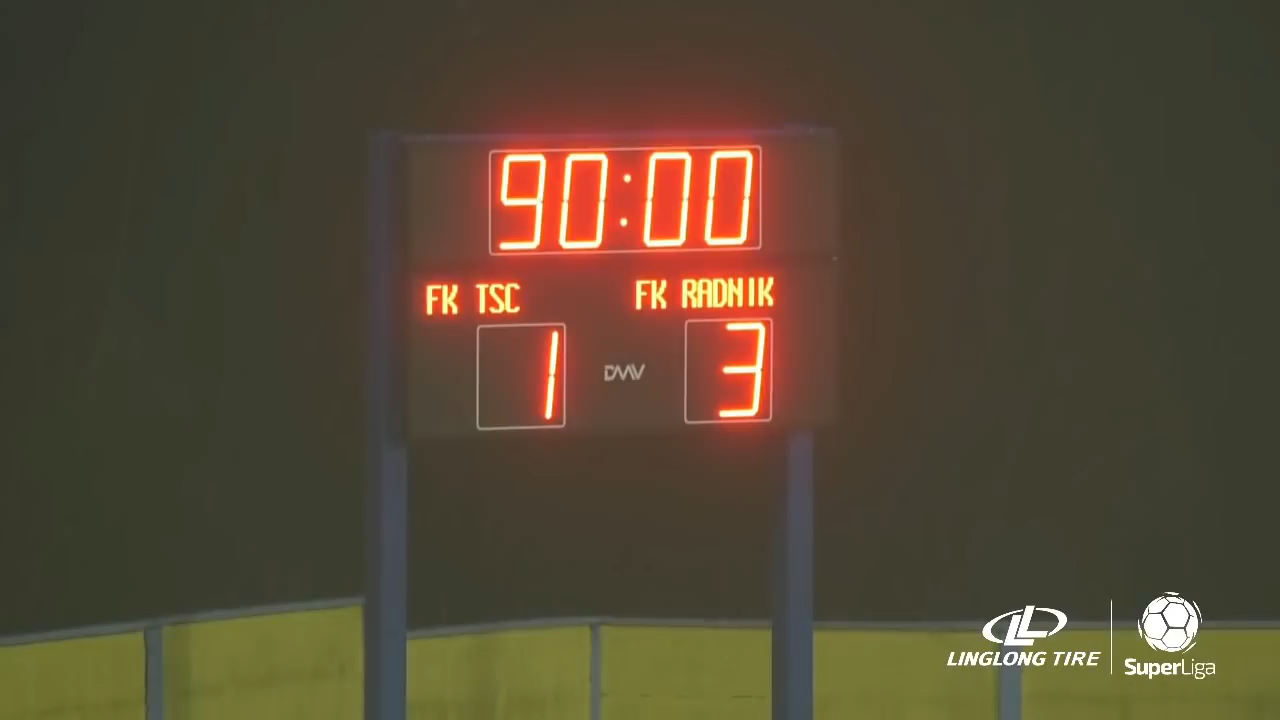 90:00
FK TSC FK RADNIK
1 DMV 3
LINGLONG TIRE
SuperLiga